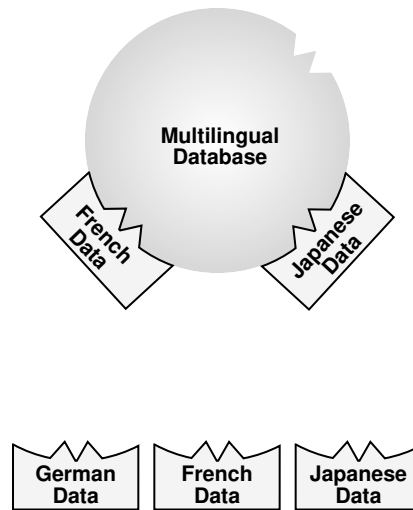 Multilingual
Database
French
Data
Japanese
Data
German
Data
French
Data
Japanese
Data